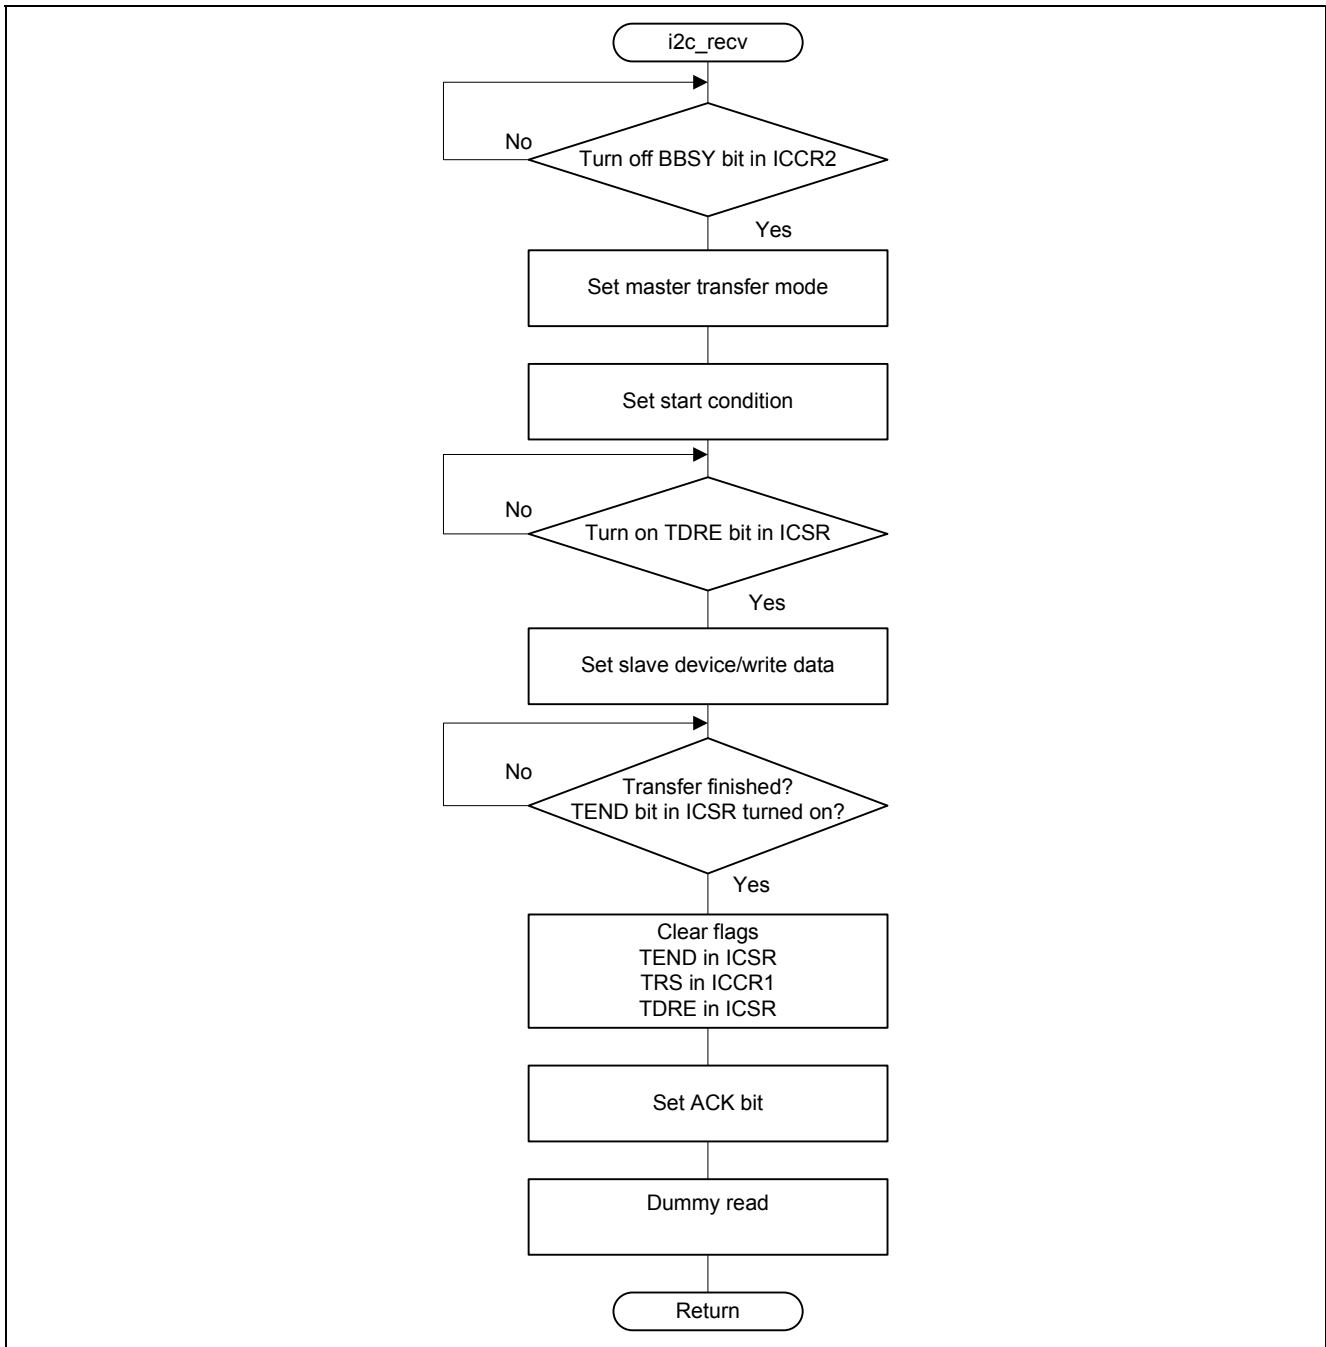 i2c_recv
No
Turn off BBSY bit in ICCR2
Yes
Set master transfer mode
Set start condition
No
Turn on TDRE bit in ICSR
Yes
Set slave device/write data
No
Transfer finished?
TEND bit in ICSR turned on?
Yes
Clear flags
TEND in ICSR
TRS in ICCR1
TDRE in ICSR
Set ACK bit
Dummy read
Return